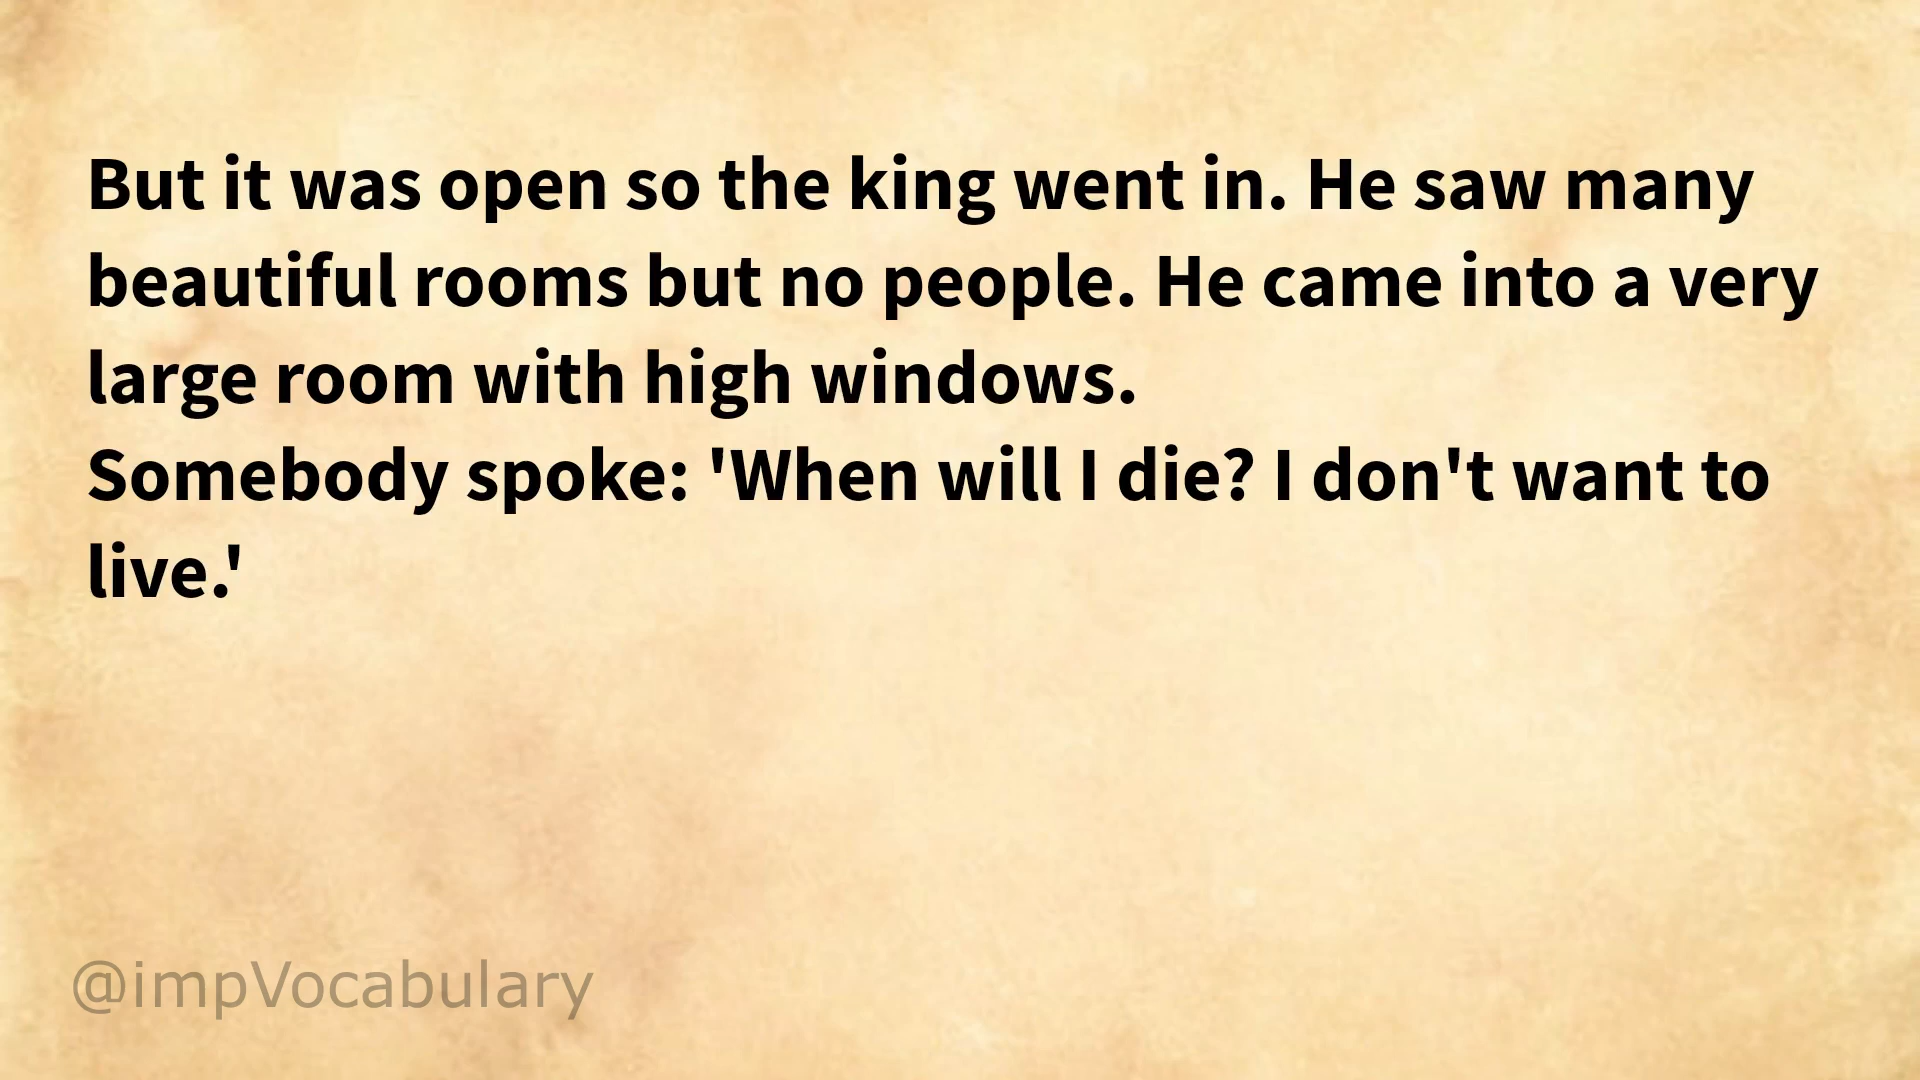 But it was open so the king went in. He saw many
beautiful rooms but no people. He came into a very
large room with high windows.
Somebody spoke: 'When will I die? I don't want to
live.'
@impVocabulary